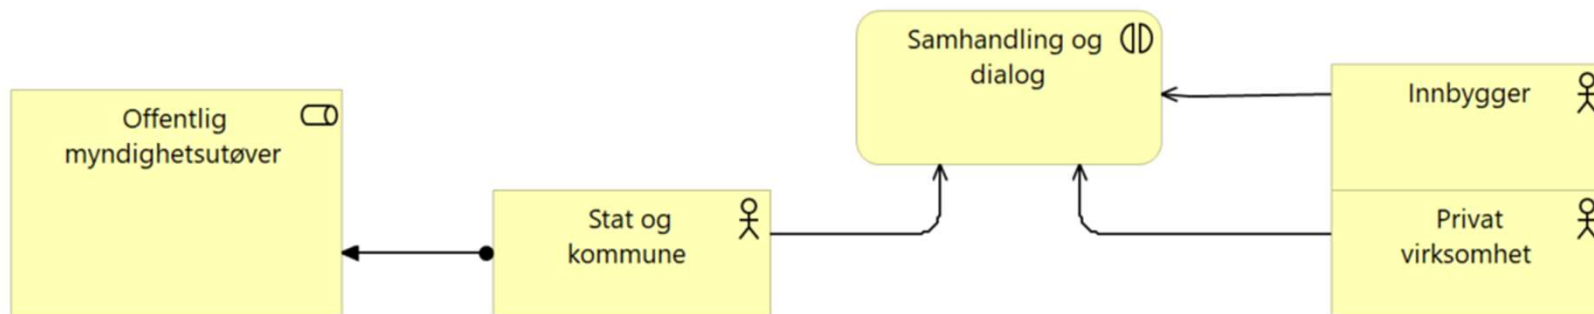 Offentlig
myndighetsutøver
Stat og
kommune
Samhandling og
dialog
Innbygger
Privat
virksomhet